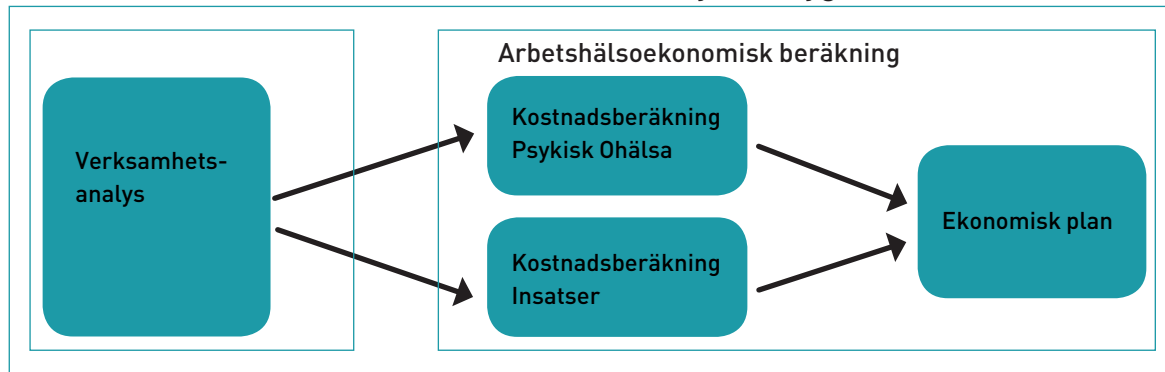 Arbetshälsoekonomisk beräkning
Verksamhets-
analys
Kostnadsberäkning
Psykisk Ohälsa
Kostnadsberäkning
Insatser
Ekonomisk plan